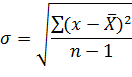 σ = √(∑(x − X̄)² / (n − 1))